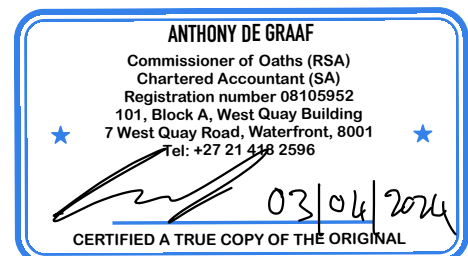 ANTHONY DE GRAAF
Commissioner of Oaths (RSA)
Chartered Accountant (SA)
Registration number 08105952
101, Block A, West Quay Building
7 West Quay Road, Waterfront, 8001
Tel: +27 21 418 2596
03/04/2024
CERTIFIED A TRUE COPY OF THE ORIGINAL